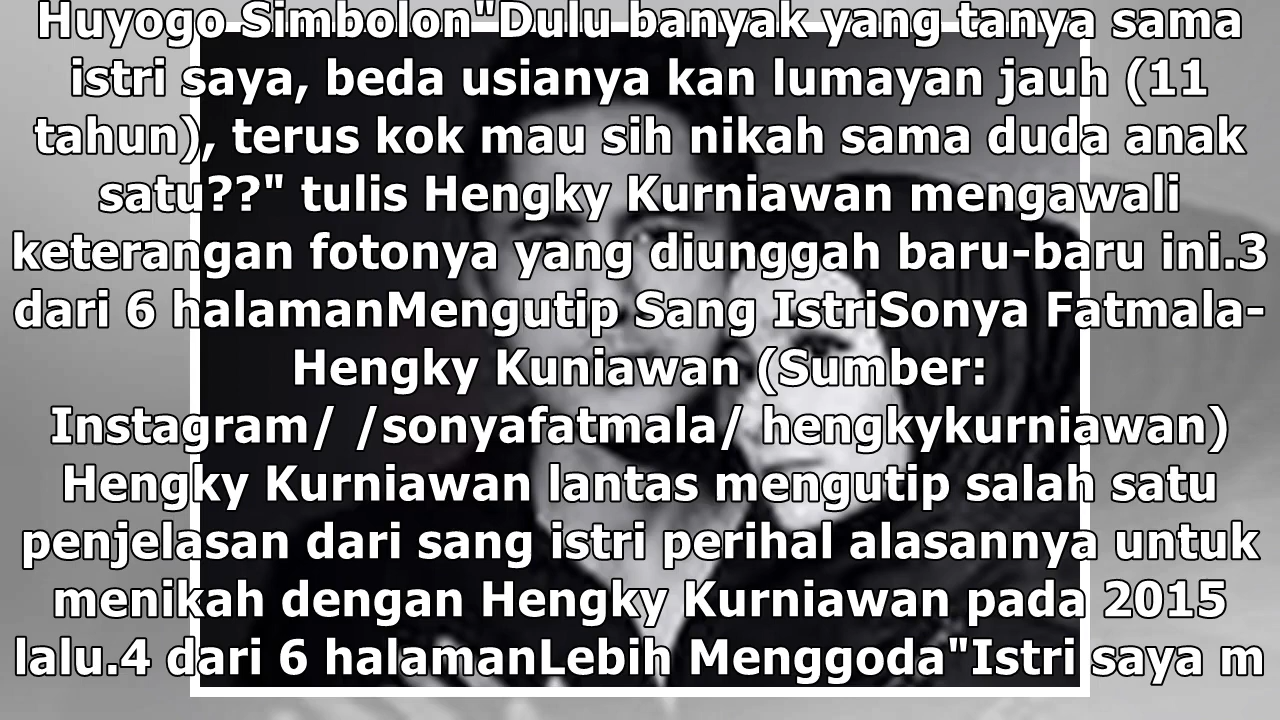 Huyogo Simbolon"Dulu banyak yang tanya sama
istri saya, beda usianya kan lumayan jauh (11
tahun), terus kok mau sih nikah sama duda anak
satu??" tulis Hengky Kurniawan mengawali
keterangan fotonya yang diunggah baru-baru ini.3
dari 6 halamanMengutip Sang IstriSonya Fatmala-
Hengky Kuniawan (Sumber:
Instagram/ /sonyafatmala/ hengkykurniawan)
Hengky Kurniawan lantas mengutip salah satu
penjelasan dari sang istri perihal alasannya untuk
menikah dengan Hengky Kurniawan pada 2015
lalu.4 dari 6 halamanLebih Menggoda"Istri saya m